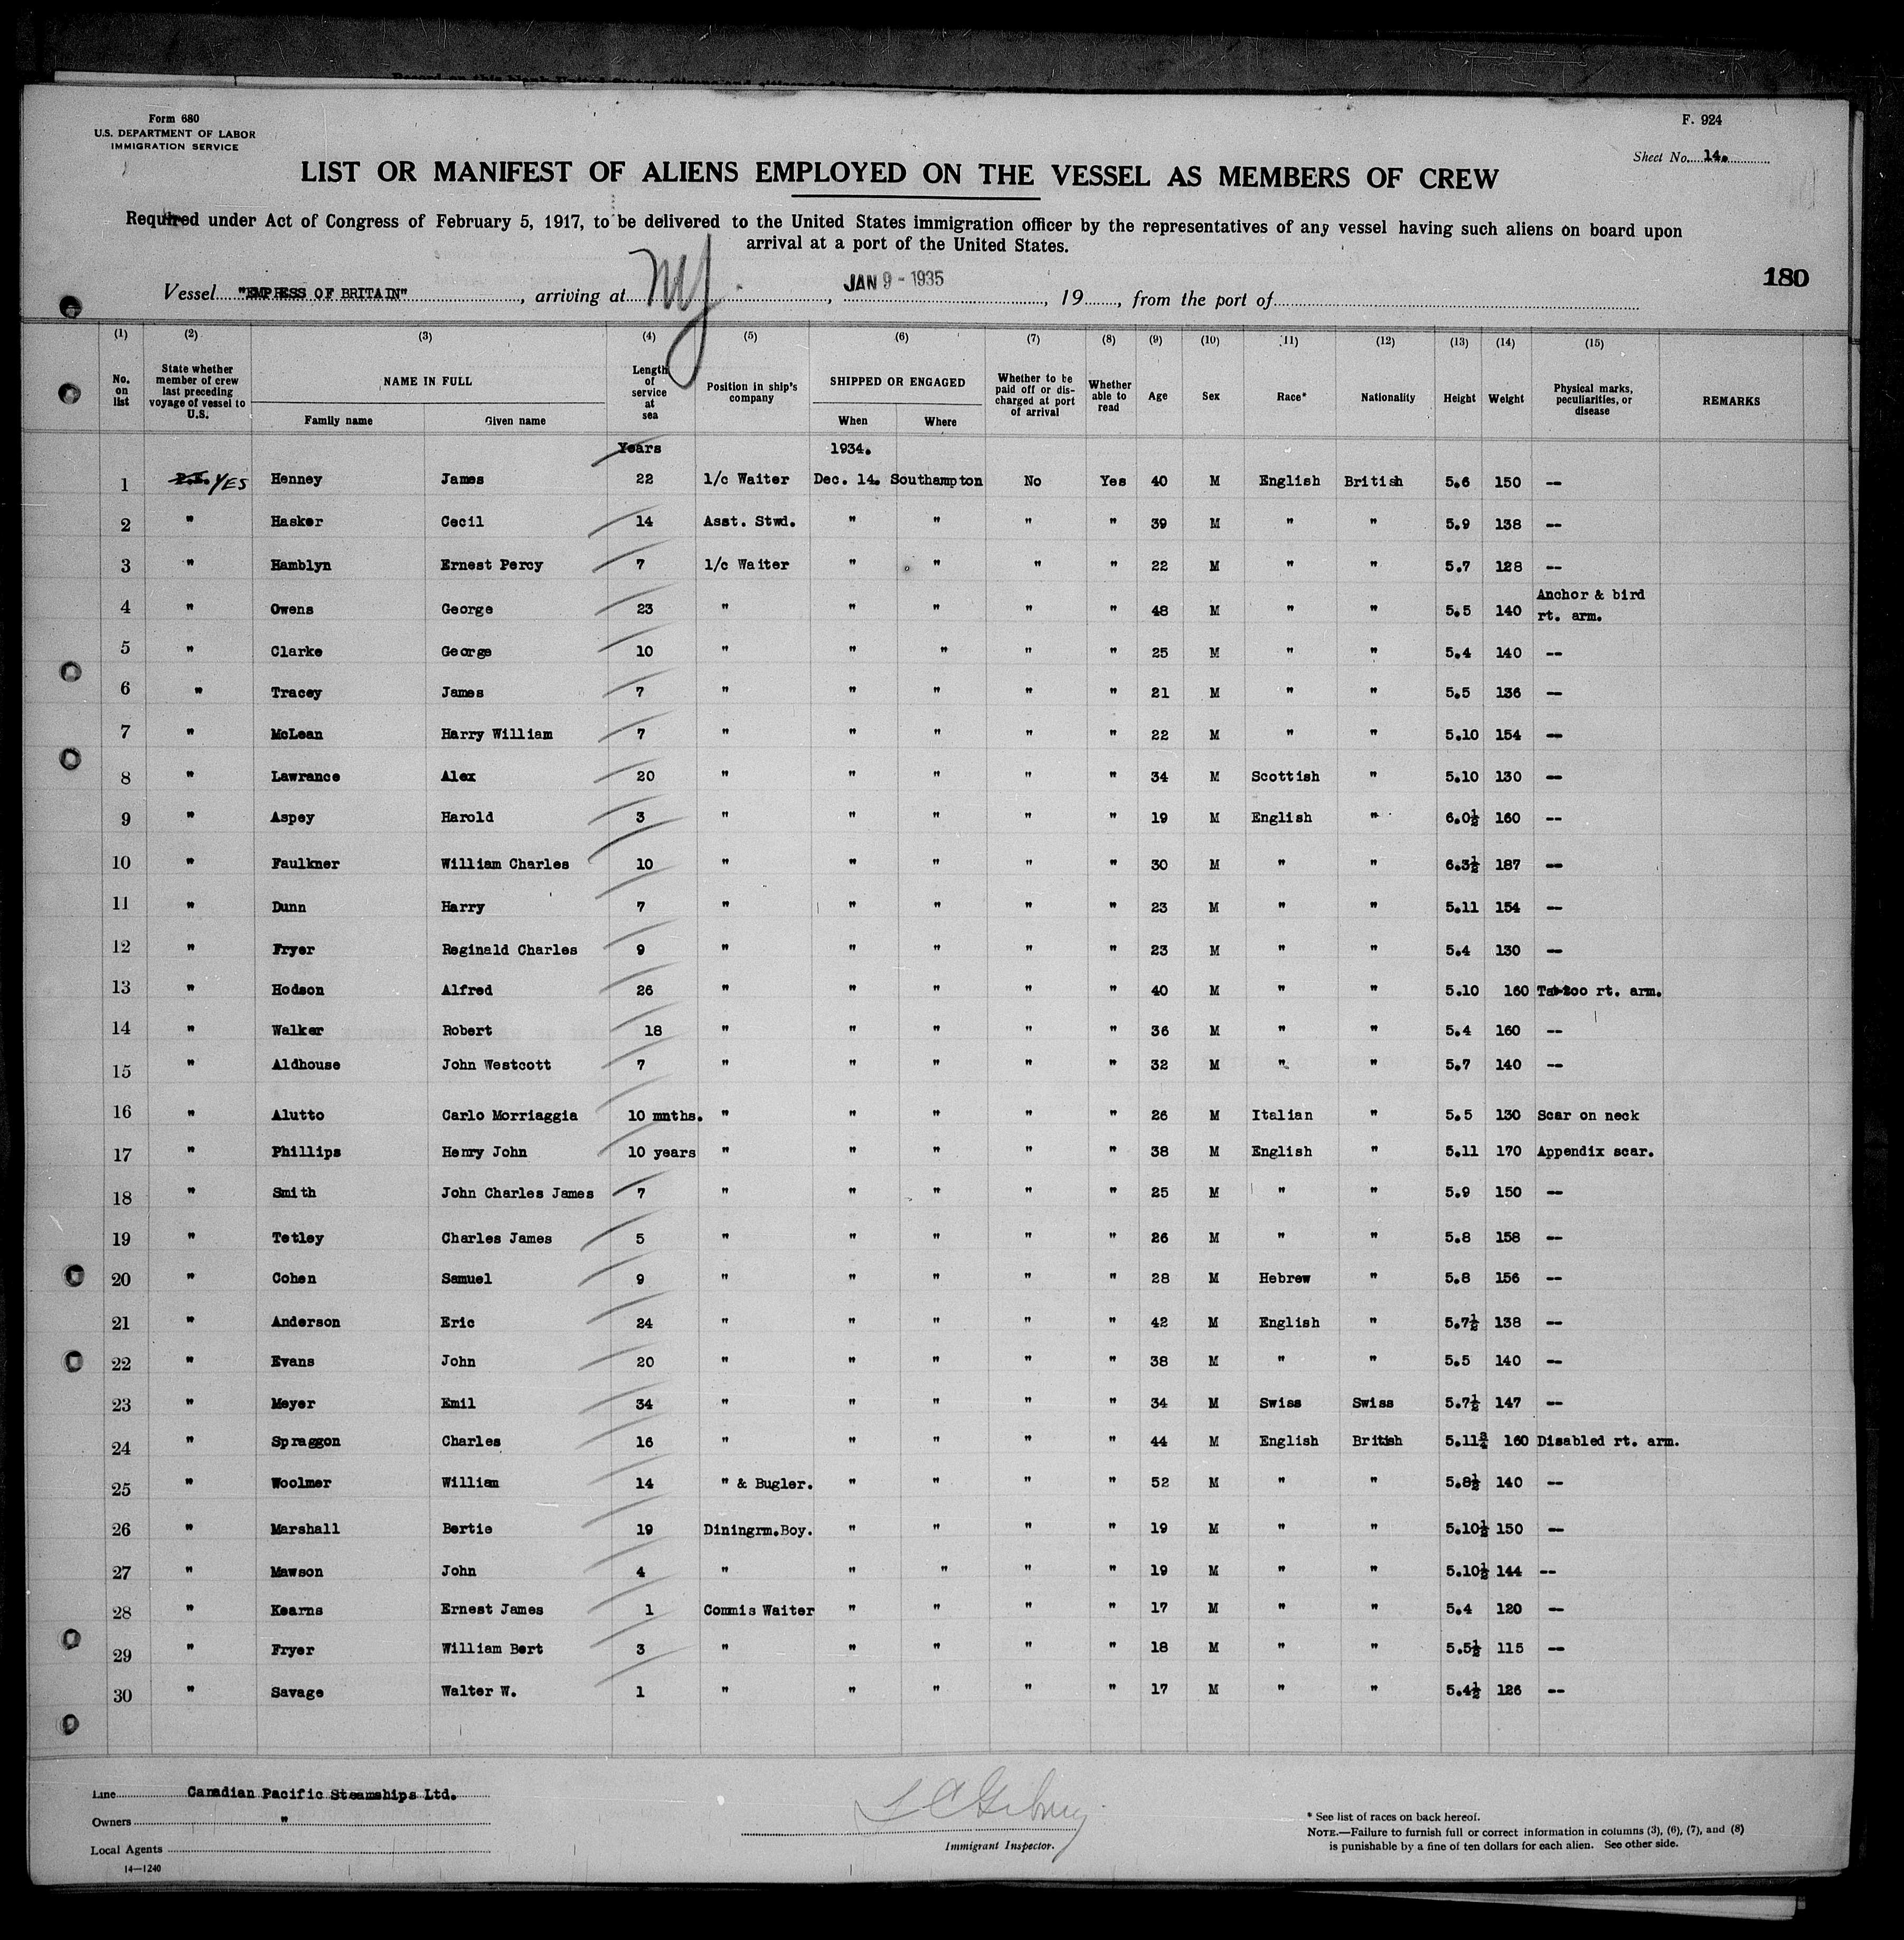 Form 680
U.S. DEPARTMENT OF LABOR
IMMIGRATION SERVICE
F. 924
Sheet No. 14.
LIST OR MANIFEST OF ALIENS EMPLOYED ON THE VESSEL AS MEMBERS OF CREW
Required under Act of Congress of February 5, 1917, to be delivered to the United States immigration officer by the representatives of any vessel having such aliens on board upon
arrival at a port of the United States.
180
Vessel "EMPRESS OF BRITAIN", arriving at NY., JAN 9 - 1935, 19, from the port of
(1) (2) (3) (4) (5) (6) (7) (8) (9) (10) (11) (12) (13) (14) (15)
No. on list State whether member of crew last preceding voyage of vessel to U.S. NAME IN FULL Family name Given name Length of service at sea Position in ship's company SHIPPED OR ENGAGED When Where Whether to be paid off or discharged at port of arrival Whether able to read Age Sex Race* Nationality Height Weight Physical marks, peculiarities, or disease REMARKS
Years 1934.
1 YES Henney James 22 1/c Waiter Dec. 14. Southampton No Yes 40 M English British 5.6 150 --
2 " Hasker Cecil 14 Asst. Stwd. " " " " 39 M " " 5.9 138 --
3 " Hamblyn Ernest Percy 7 1/c Waiter " " " " 22 M " " 5.7 128 --
4 " Owens George 23 " " " " " 48 M " " 5.5 140 Anchor & bird rt. arm.
5 " Clarke George 10 " " " " " 25 M " " 5.4 140 --
6 " Tracey James 7 " " " " " 21 M " " 5.5 136 --
7 " McLean Harry William 7 " " " " " 22 M " " 5.10 154 --
8 " Lawrance Alex 20 " " " " " 34 M Scottish " 5.10 130 --
9 " Aspey Harold 3 " " " " " 19 M English " 6.0½ 160 --
10 " Faulkner William Charles 10 " " " " " 30 M " " 6.3½ 187 --
11 " Dunn Harry 7 " " " " " 23 M " " 5.11 154 --
12 " Fryer Reginald Charles 9 " " " " " 23 M " " 5.4 130 --
13 " Hodson Alfred 26 " " " " " 40 M " " 5.10 160 Tattoo rt. arm.
14 " Walker Robert 18 " " " " " 36 M " " 5.4 160 --
15 " Aldhouse John Westcott 7 " " " " " 32 M " " 5.7 140 --
16 " Alutto Carlo Morriaggia 10 mnths. " " " " " 26 M Italian " 5.5 130 Scar on neck
17 " Phillips Henry John 10 years " " " " " 38 M English " 5.11 170 Appendix scar.
18 " Smith John Charles James 7 " " " " " 25 M " " 5.9 150 --
19 " Tetley Charles James 5 " " " " " 26 M " " 5.8 158 --
20 " Cohen Samuel 9 " " " " " 28 M Hebrew " 5.8 156 --
21 " Anderson Eric 24 " " " " " 42 M English " 5.7½ 138 --
22 " Evans John 20 " " " " " 38 M " " 5.5 140 --
23 " Meyer Emil 34 " " " " " 34 M Swiss Swiss 5.7½ 147 --
24 " Spraggon Charles 16 " " " " " 44 M English British 5.11¾ 160 Disabled rt. arm.
25 " Woolmer William 14 " & Bugler. " " " " 52 M " " 5.8½ 140 --
26 " Marshall Bertie 19 Diningrm.Boy. " " " " 19 M " " 5.10½ 150 --
27 " Mawson John 4 " " " " " 19 M " " 5.10½ 144 --
28 " Kearns Ernest James 1 Commis Waiter " " " " 17 M " " 5.4 120 --
29 " Fryer William Bert 3 " " " " " 18 M " " 5.5½ 115 --
30 " Savage Walter W. 1 " " " " " 17 M " " 5.4½ 126 --
Line Canadian Pacific Steamships Ltd.
Owners "
Local Agents
14—1240
Immigrant Inspector.
* See list of races on back hereof.
NOTE.—Failure to furnish full or correct information in columns (3), (6), (7), and (8)
is punishable by a fine of ten dollars for each alien. See other side.